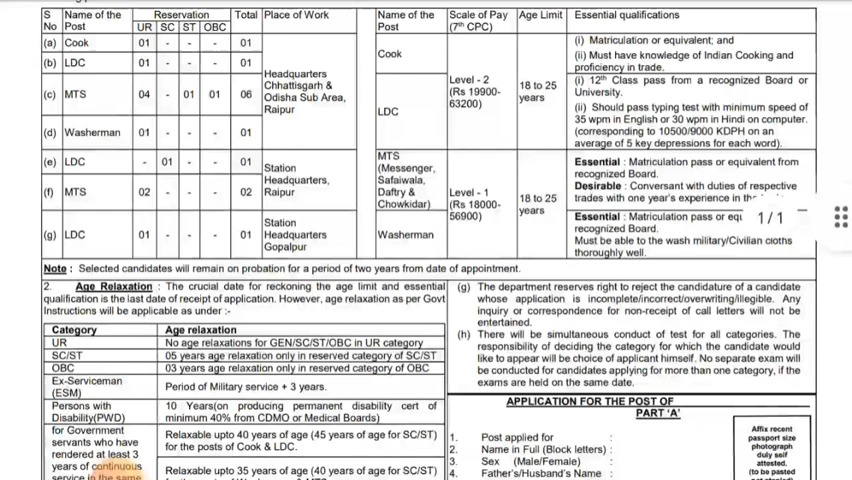 S No | Name of the Post | Reservation | Total | Place of Work
UR | SC | ST | OBC
(a) Cook | 01 | - | - | - | 01
(b) LDC | 01 | - | - | - | 01
(c) MTS | 04 | - | 01 | 01 | 06
(d) Washerman | 01 | - | - | - | 01
Headquarters
Chhattisgarh &
Odisha Sub Area,
Raipur
(e) LDC | - | 01 | - | - | 01
(f) MTS | 02 | - | - | - | 02
Station
Headquarters,
Raipur
(g) LDC | 01 | - | - | - | 01
Station
Headquarters
Gopalpur
Name of the Post | Scale of Pay (7th CPC) | Age Limit | Essential qualifications
Cook
(i) Matriculation or equivalent; and
(ii) Must have knowledge of Indian Cooking and
proficiency in trade.
LDC
Level - 2
(Rs 19900-
63200)
18 to 25
years
(i) 12th Class pass from a recognized Board or
University.
(ii) Should pass typing test with minimum speed of
35 wpm in English or 30 wpm in Hindi on computer.
(corresponding to 10500/9000 KDPH on an
average of 5 key depressions for each word).
MTS
(Messenger,
Safaiwala,
Daftry &
Chowkidar)
Level - 1
(Rs 18000-
56900)
18 to 25
years
Essential : Matriculation pass or equivalent from
recognized Board.
Desirable : Conversant with duties of respective
trades with one year's experience in
Washerman
Essential : Matriculation pass or
recognized Board.
Must be able to the wash military/Civilian cloths
thoroughly well.
1/1
Note : Selected candidates will remain on probation for a period of two years from date of appointment.
2. Age Relaxation : The crucial date for reckoning the age limit and essential
qualification is the last date of receipt of application. However, age relaxation as per Govt
Instructions will be applicable as under :-
Category | Age relaxation
UR | No age relaxations for GEN/SC/ST/OBC in UR category
SC/ST | 05 years age relaxation only in reserved category of SC/ST
OBC | 03 years age relaxation only in reserved category of OBC
Ex-Serviceman
(ESM)
Period of Military service + 3 years.
Persons with
Disability(PWD)
10 Years(on producing permanent disability cert of
minimum 40% from CDMO or Medical Boards)
for Government
servants who have
rendered at least 3
years of continuous
service in the same
Relaxable upto 40 years of age (45 years of age for SC/ST)
for the posts of Cook & LDC.
Relaxable upto 35 years of age (40 years of age for SC/ST)
(g) The department reserves right to reject the candidature of a candidate
whose application is incomplete/incorrect/overwriting/illegible. Any
inquiry or correspondence for non-receipt of call letters will not be
entertained.
(h) There will be simultaneous conduct of test for all categories. The
responsibility of deciding the category for which the candidate would
like to appear will be choice of applicant himself. No separate exam will
be conducted for candidates applying for more than one category, if the
exams are held on the same date.
APPLICATION FOR THE POST OF
PART 'A'
1. Post applied for :
2. Name in Full (Block letters) :
3. Sex (Male/Female) :
4. Father's/Husband's Name :
Affix recent
passport size
photograph
duly self
attested.
(to be pasted